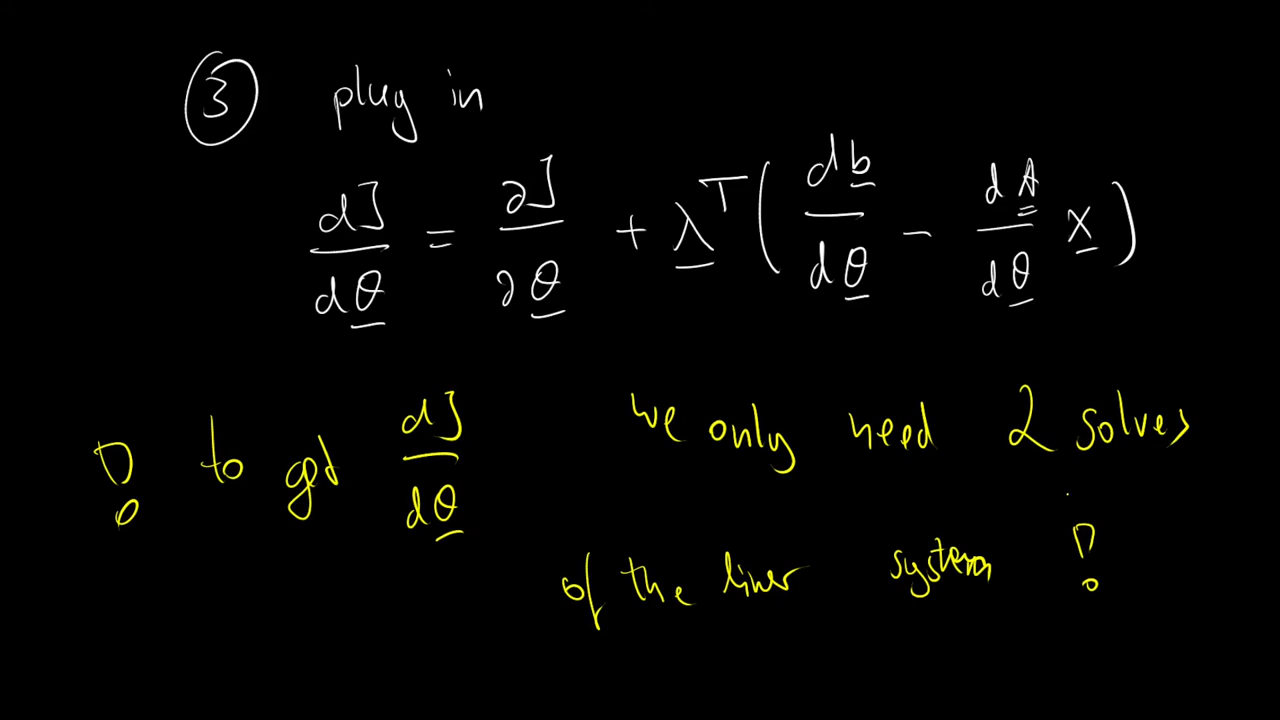 ③ plug in
dJ/dθ = ∂J/∂θ + λᵀ( db/dθ − dA/dθ x )
! to get dJ/dθ we only need 2 solves
of the liner system !